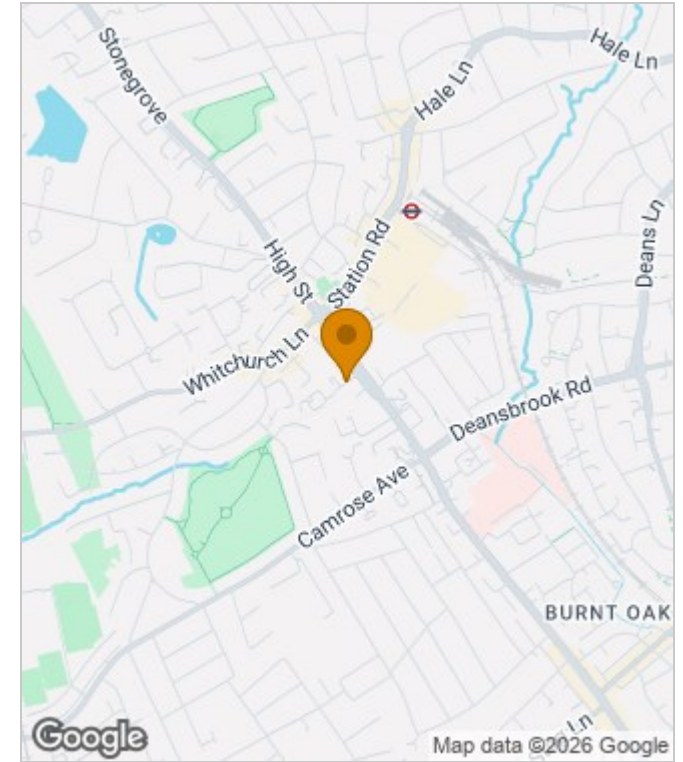 Stonegrove
Hale Ln
Hale Ln
Deans Ln
High St
Station Rd
Whitchurch Ln
Deansbrook Rd
Camrose Ave
BURNT OAK
Ln
Google
Map data ©2026 Google